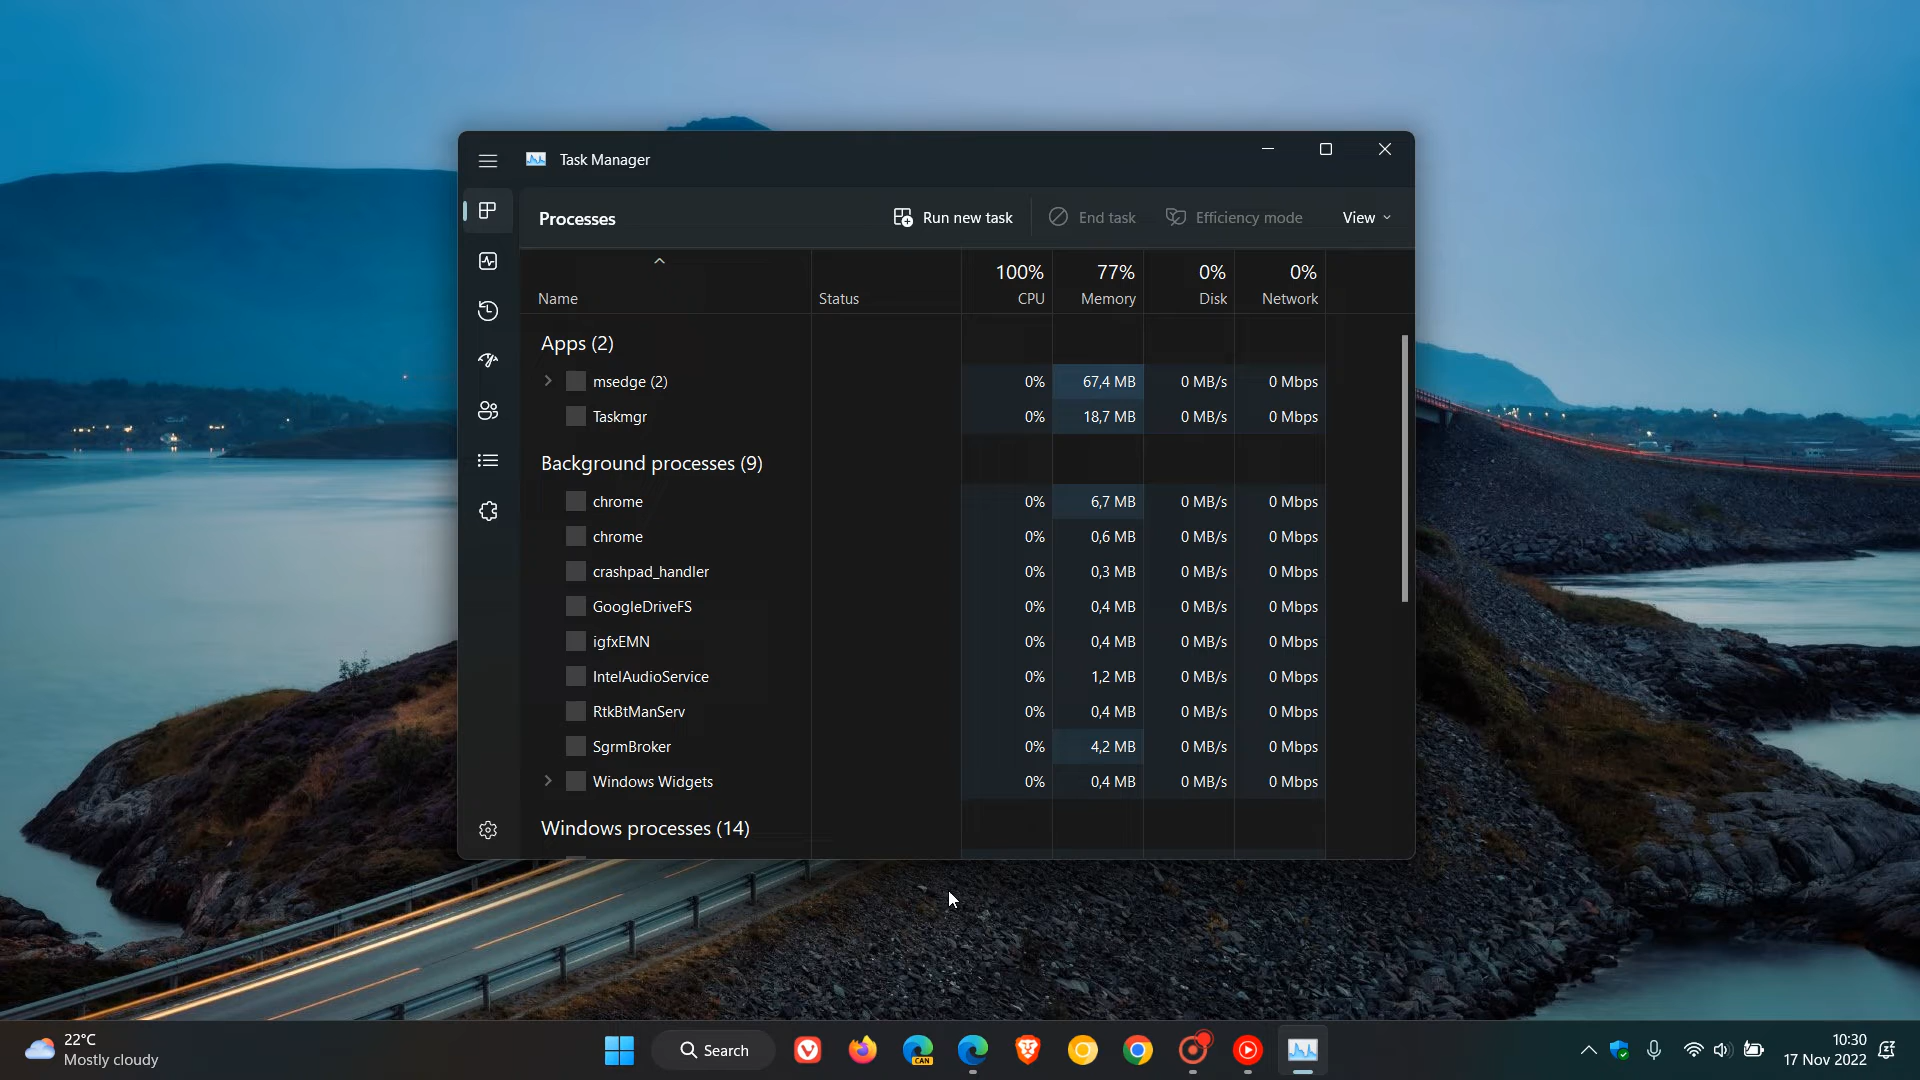 Task Manager
Processes
Run new task
End task
Efficiency mode
View
100% 77% 0% 0%
Name Status CPU Memory Disk Network
Apps (2)
msedge (2) 0% 67,4 MB 0 MB/s 0 Mbps
Taskmgr 0% 18,7 MB 0 MB/s 0 Mbps
Background processes (9)
chrome 0% 6,7 MB 0 MB/s 0 Mbps
chrome 0% 0,6 MB 0 MB/s 0 Mbps
crashpad_handler 0% 0,3 MB 0 MB/s 0 Mbps
GoogleDriveFS 0% 0,4 MB 0 MB/s 0 Mbps
igfxEMN 0% 0,4 MB 0 MB/s 0 Mbps
IntelAudioService 0% 1,2 MB 0 MB/s 0 Mbps
RtkBtManServ 0% 0,4 MB 0 MB/s 0 Mbps
SgrmBroker 0% 4,2 MB 0 MB/s 0 Mbps
Windows Widgets 0% 0,4 MB 0 MB/s 0 Mbps
Windows processes (14)
22°C
Mostly cloudy
Search
CAN
10:30
17 Nov 2022